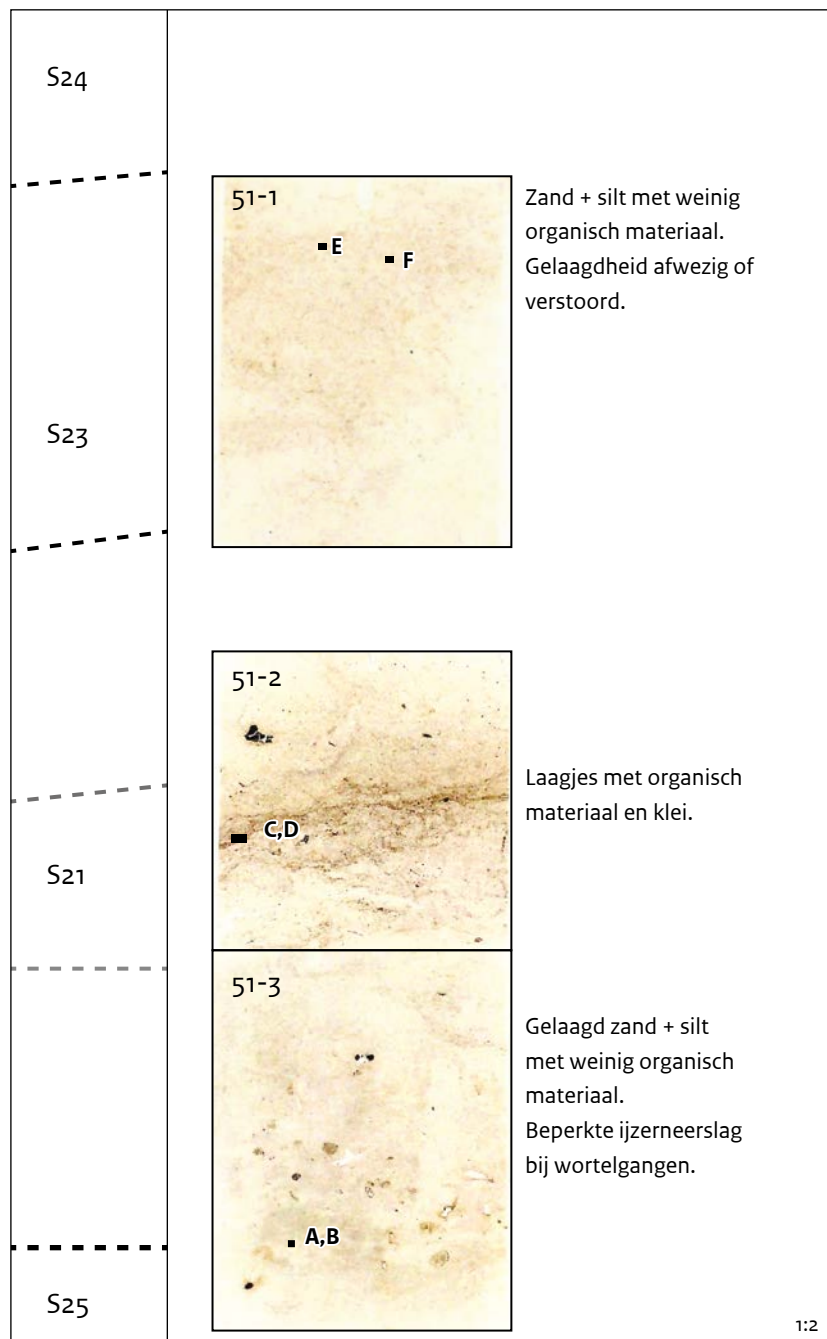 S24
51-1
E
F
Zand + silt met weinig
organisch materiaal.
Gelaagdheid afwezig of
verstoord.
S23
51-2
C,D
Laagjes met organisch
materiaal en klei.
S21
51-3
Gelaagd zand + silt
met weinig organisch
materiaal.
Beperkte ijzerneerslag
bij wortelgangen.
A,B
S25
1:2